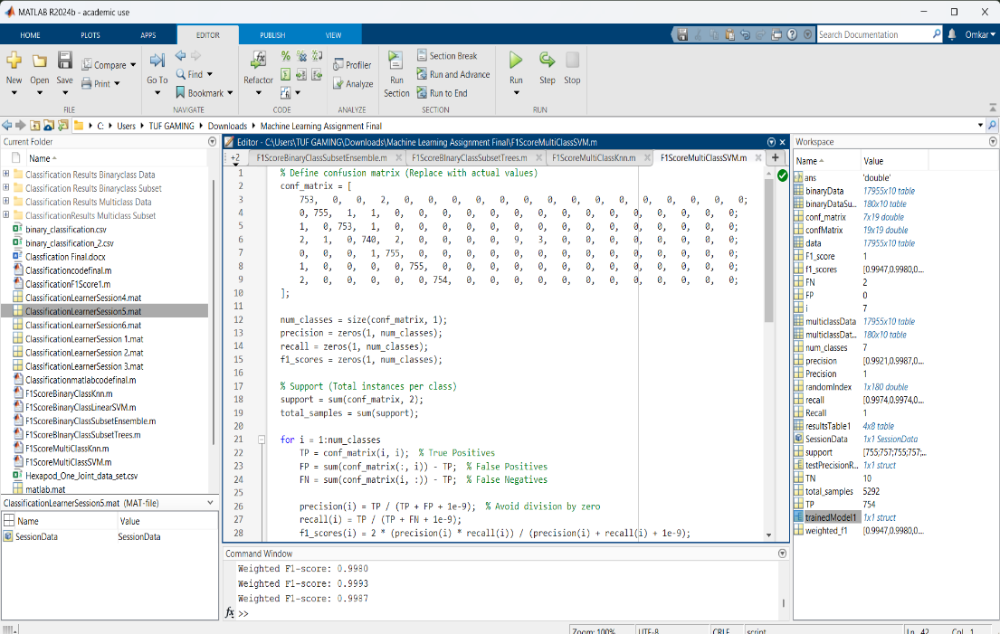 MATLAB R2024b - academic use
HOME PLOTS APPS EDITOR PUBLISH VIEW
Search Documentation
Omkar
New Open Save
Compare
Print
FILE
Go To
Find
Bookmark
NAVIGATE
Refactor
CODE
Profiler
Analyze
ANALYZE
Run Section
Section Break
Run and Advance
Run to End
SECTION
Run Step Stop
RUN
C: Users TUF GAMING Downloads Machine Learning Assignment Final
Current Folder
Name
Classification Results Binaryclass Data
Classification Results Binaryclass Subset
Classification Results Multiclass Data
ClassificationResults Multiclass Subset
binary_classification.csv
binary_classification_2.csv
Classfication Final.docx
Classificationcodefinal.m
ClassificationF1Score1.m
ClassificationLearnerSession4.mat
ClassificationLearnerSession5.mat
ClassificationLearnerSession6.mat
ClassificationLearnerSession 1.mat
ClassificationLearnerSession 2.mat
ClassificationLearnerSession 3.mat
Classificationmatlabcodefinal.m
F1ScoreBinaryClassKnn.m
F1ScoreBinaryClassLinearSVM.m
F1ScoreBinaryClassSubsetEnsemble.m
F1ScoreBInaryClassSubsetTrees.m
F1ScoreMultiClassKnn.m
F1ScoreMultiClassSVM.m
Hexapod_One_Joint_data_set.csv
matlab.mat
ClassificationLearnerSession5.mat (MAT-file)
Name Value
SessionData SessionData
Editor - C:\Users\TUF GAMING\Downloads\Machine Learning Assignment Final\F1ScoreMultiClassSVM.m
+2 F1ScoreBinaryClassSubsetEnsemble.m F1ScoreBInaryClassSubsetTrees.m F1ScoreMultiClassKnn.m F1ScoreMultiClassSVM.m
1 % Define confusion matrix (Replace with actual values)
2 conf_matrix = [
3 753, 0, 0, 2, 0, 0, 0, 0, 0, 0, 0, 0, 0, 0, 0, 0, 0, 0, 0;
4 0, 755, 1, 1, 0, 0, 0, 0, 0, 0, 0, 0, 0, 0, 0, 0, 0, 0, 0;
5 1, 0, 753, 1, 0, 0, 0, 0, 0, 0, 0, 0, 0, 0, 0, 0, 0, 0, 0;
6 2, 1, 0, 740, 2, 0, 0, 0, 0, 9, 3, 0, 0, 0, 0, 0, 0, 0, 0;
7 0, 0, 0, 1, 755, 0, 0, 0, 0, 0, 0, 0, 0, 0, 0, 0, 0, 0, 0;
8 1, 0, 0, 0, 0, 755, 0, 0, 0, 0, 0, 0, 0, 0, 0, 0, 0, 0, 0;
9 2, 0, 0, 0, 0, 0, 754, 0, 0, 0, 0, 0, 0, 0, 0, 0, 0, 0, 0;
10 ];
11
12 num_classes = size(conf_matrix, 1);
13 precision = zeros(1, num_classes);
14 recall = zeros(1, num_classes);
15 f1_scores = zeros(1, num_classes);
16
17 % Support (Total instances per class)
18 support = sum(conf_matrix, 2);
19 total_samples = sum(support);
20
21 for i = 1:num_classes
22 TP = conf_matrix(i, i); % True Positives
23 FP = sum(conf_matrix(:, i)) - TP; % False Positives
24 FN = sum(conf_matrix(i, :)) - TP; % False Negatives
25
26 precision(i) = TP / (TP + FP + 1e-9); % Avoid division by zero
27 recall(i) = TP / (TP + FN + 1e-9);
28 f1_scores(i) = 2 * (precision(i) * recall(i)) / (precision(i) + recall(i) + 1e-9);
Command Window
Weighted F1-score: 0.9980
Weighted F1-score: 0.9993
Weighted F1-score: 0.9987
fx >>
Workspace
Name Value
ans 'double'
binaryData 17955x10 table
binaryDataSu... 180x10 table
conf_matrix 7x19 double
confMatrix 19x19 double
data 17955x10 table
F1_score 1
f1_scores [0.9947,0.9980,0....
FN 2
FP 0
i 7
multiclassData 17955x10 table
multiclassDat... 180x10 table
num_classes 7
precision [0.9921,0.9987,0....
Precision 1
randomIndex 1x180 double
recall [0.9974,0.9974,0....
Recall 1
resultsTable1 4x8 table
SessionData 1x1 SessionData
support [755;757;755;757;...
testPrecisionR... 1x1 struct
TN 10
total_samples 5292
TP 754
trainedModel1 1x1 struct
weighted_f1 [0.9947,0.9980,0....
Zoom: 100% UTF-8 CRLF script Ln 42 Col 1